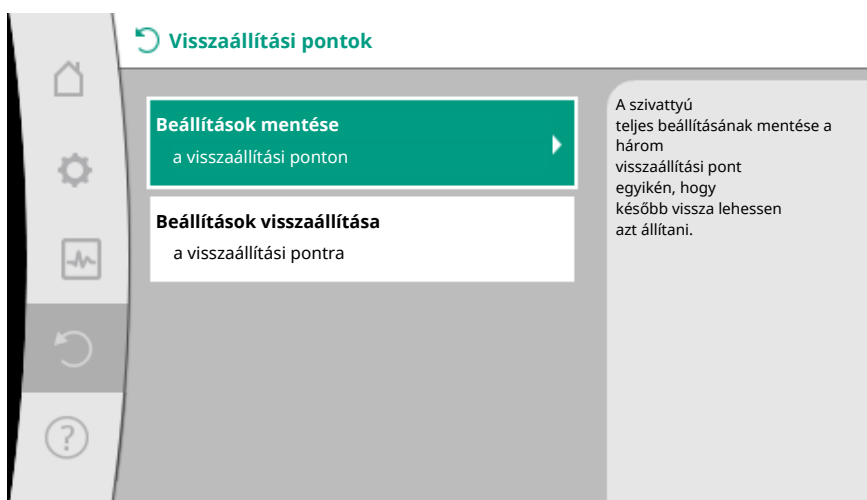 Visszaállítási pontok
Beállítások mentése
a visszaállítási ponton
Beállítások visszaállítása
a visszaállítási pontra
A szivattyú
teljes beállításának mentése a
három
visszaállítási pont
egyikén, hogy
később vissza lehessen
azt állítani.
?